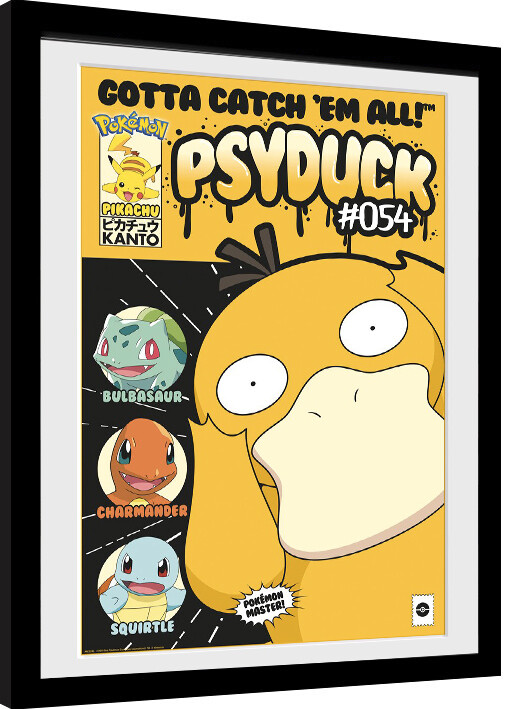 GOTTA CATCH 'EM ALL!™
POKÉMON
PSYDUCK
#054
PIKACHU
ピカチュウ
KANTO
BULBASAUR
CHARMANDER
SQUIRTLE
POKÉMON
MASTER!